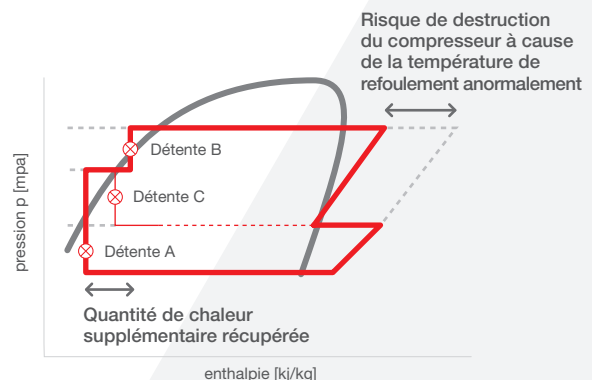 Risque de destruction
du compresseur à cause
de la température de
refoulement anormalement
Détente B
Détente C
Détente A
pression p [mpa]
Quantité de chaleur
supplémentaire récupérée
enthalpie [kj/kg]